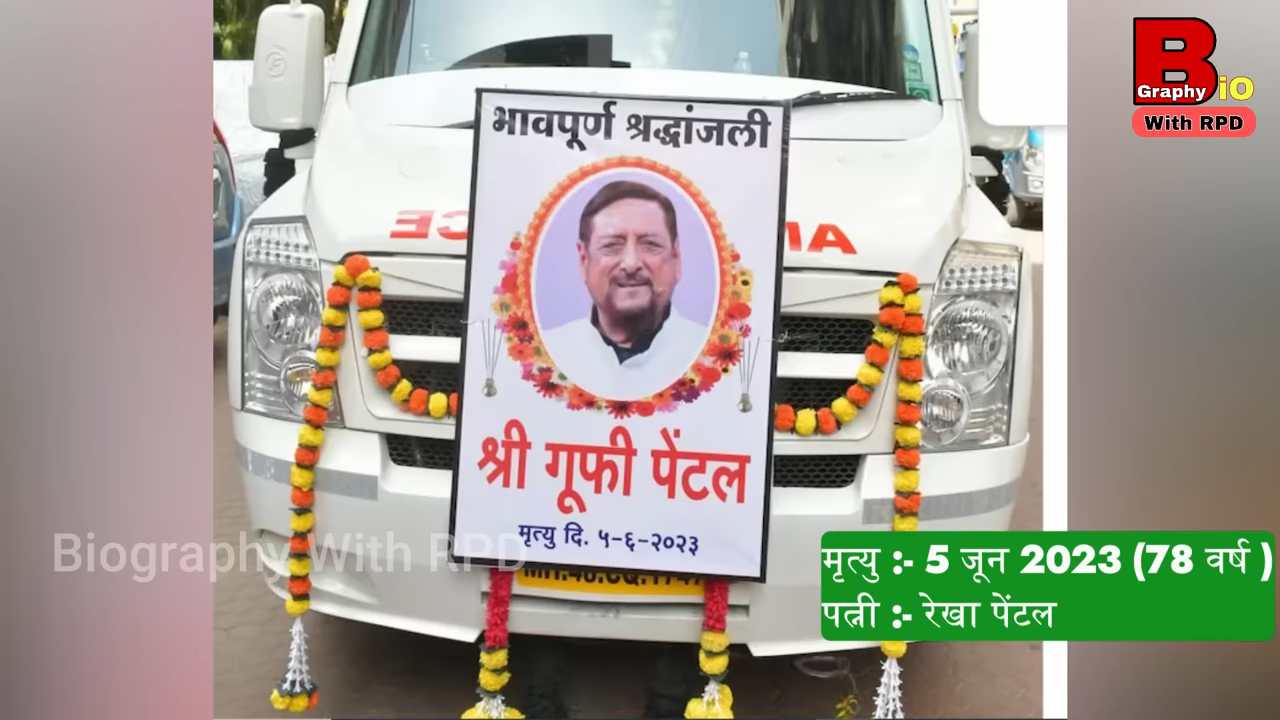 B
iO
Graphy
With RPD
भावपूर्ण श्रद्धांजली
श्री गूफी पेंटल
मृत्यु दि. ५-६-२०२३
Biography With RPD
मृत्यु :- 5 जून 2023 (78 वर्ष )
पत्नी :- रेखा पेंटल